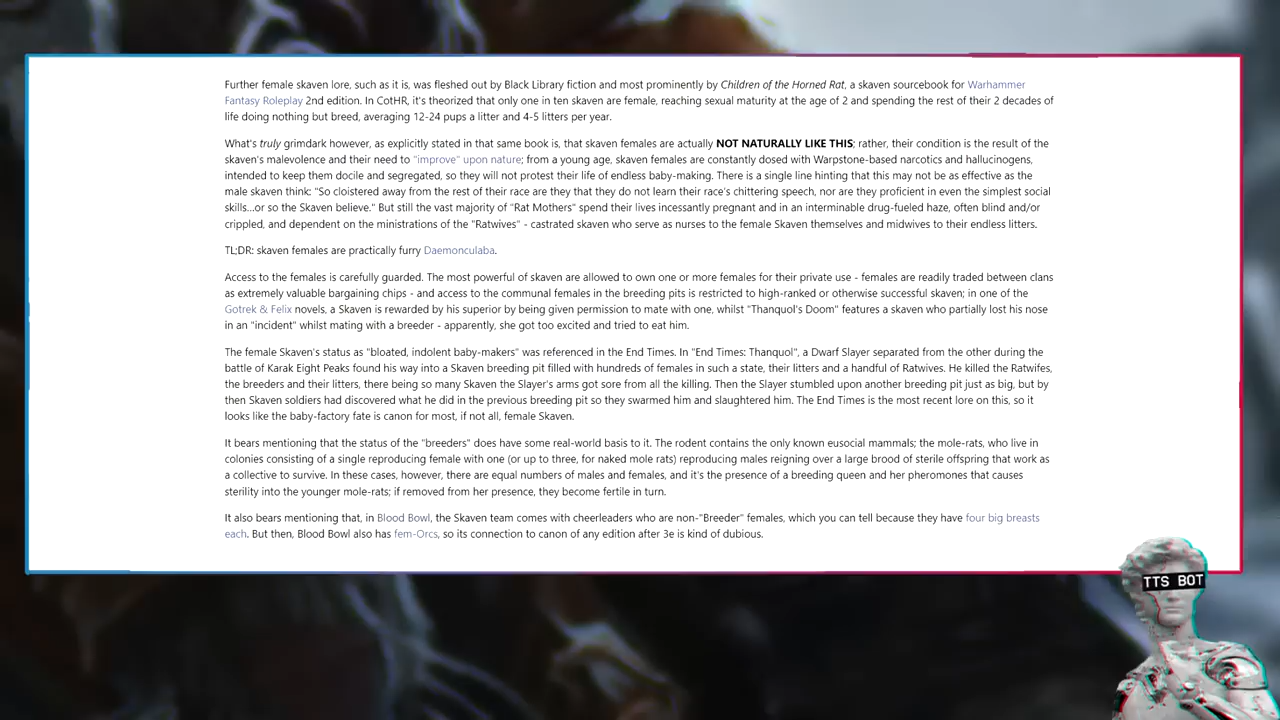 Further female skaven lore, such as it is, was fleshed out by Black Library fiction and most prominently by Children of the Horned Rat, a skaven sourcebook for Warhammer
Fantasy Roleplay 2nd edition. In CotHR, it's theorized that only one in ten skaven are female, reaching sexual maturity at the age of 2 and spending the rest of their 2 decades of
life doing nothing but breed, averaging 12-24 pups a litter and 4-5 litters per year.
What's truly grimdark however, as explicitly stated in that same book is, that skaven females are actually NOT NATURALLY LIKE THIS; rather, their condition is the result of the
skaven's malevolence and their need to "improve" upon nature; from a young age, skaven females are constantly dosed with Warpstone-based narcotics and hallucinogens,
intended to keep them docile and segregated, so they will not protest their life of endless baby-making. There is a single line hinting that this may not be as effective as the
male skaven think: "So cloistered away from the rest of their race are they that they do not learn their race's chittering speech, nor are they proficient in even the simplest social
skills...or so the Skaven believe." But still the vast majority of "Rat Mothers" spend their lives incessantly pregnant and in an interminable drug-fueled haze, often blind and/or
crippled, and dependent on the ministrations of the "Ratwives" - castrated skaven who serve as nurses to the female Skaven themselves and midwives to their endless litters.
TL;DR: skaven females are practically furry Daemonculaba.
Access to the females is carefully guarded. The most powerful of skaven are allowed to own one or more females for their private use - females are readily traded between clans
as extremely valuable bargaining chips - and access to the communal females in the breeding pits is restricted to high-ranked or otherwise successful skaven; in one of the
Gotrek & Felix novels, a Skaven is rewarded by his superior by being given permission to mate with one, whilst "Thanquol's Doom" features a skaven who partially lost his nose
in an "incident" whilst mating with a breeder - apparently, she got too excited and tried to eat him.
The female Skaven's status as "bloated, indolent baby-makers" was referenced in the End Times. In "End Times: Thanquol", a Dwarf Slayer separated from the other during the
battle of Karak Eight Peaks found his way into a Skaven breeding pit filled with hundreds of females in such a state, their litters and a handful of Ratwives. He killed the Ratwifes,
the breeders and their litters, there being so many Skaven the Slayer's arms got sore from all the killing. Then the Slayer stumbled upon another breeding pit just as big, but by
then Skaven soldiers had discovered what he did in the previous breeding pit so they swarmed him and slaughtered him. The End Times is the most recent lore on this, so it
looks like the baby-factory fate is canon for most, if not all, female Skaven.
It bears mentioning that the status of the "breeders" does have some real-world basis to it. The rodent contains the only known eusocial mammals; the mole-rats, who live in
colonies consisting of a single reproducing female with one (or up to three, for naked mole rats) reproducing males reigning over a large brood of sterile offspring that work as
a collective to survive. In these cases, however, there are equal numbers of males and females, and it's the presence of a breeding queen and her pheromones that causes
sterility into the younger mole-rats; if removed from her presence, they become fertile in turn.
It also bears mentioning that, in Blood Bowl, the Skaven team comes with cheerleaders who are non-"Breeder" females, which you can tell because they have four big breasts
each. But then, Blood Bowl also has fem-Orcs, so its connection to canon of any edition after 3e is kind of dubious.
TTS BOT